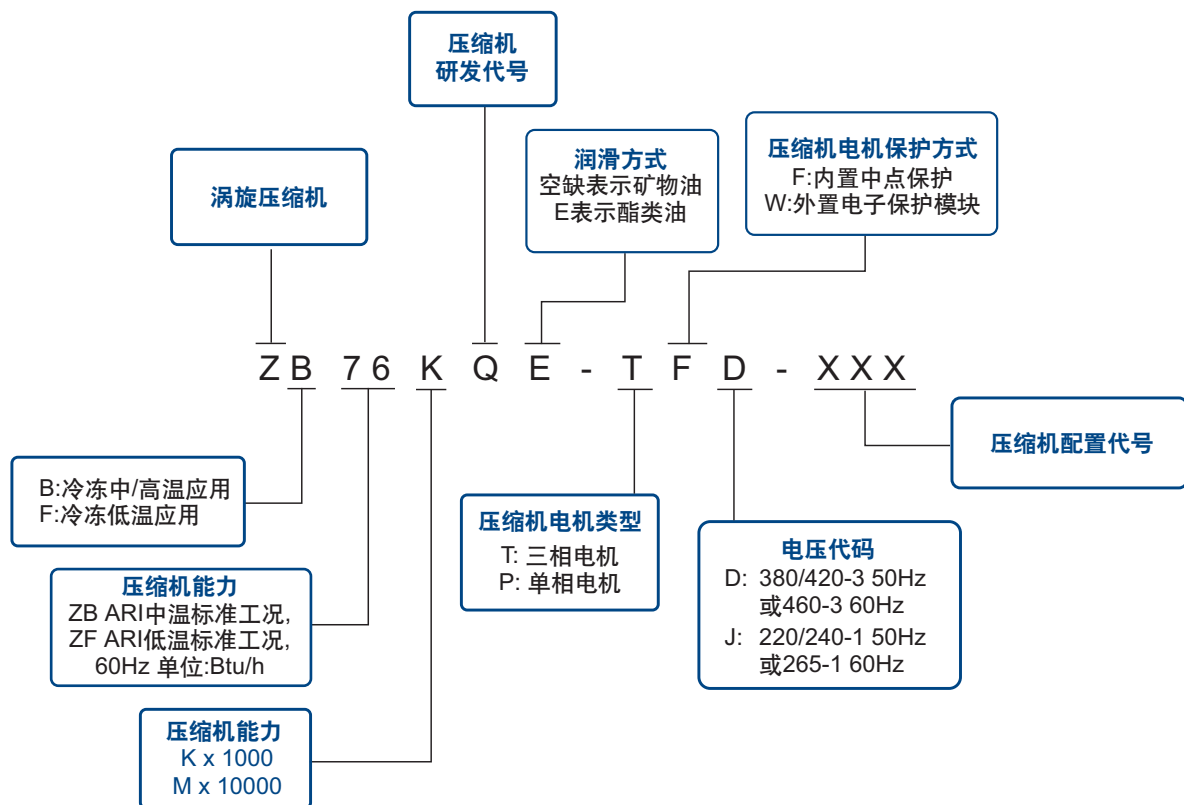 压缩机
研发代号
涡旋压缩机
润滑方式
空缺表示矿物油
E表示酯类油
压缩机电机保护方式
F:内置中点保护
W:外置电子保护模块
Z B 7 6 K Q E - T F D - X X X
B:冷冻中/高温应用
F:冷冻低温应用
压缩机能力
ZB ARI中温标准工况,
ZF ARI低温标准工况,
60Hz 单位:Btu/h
压缩机能力
K x 1000
M x 10000
压缩机电机类型
T: 三相电机
P: 单相电机
电压代码
D: 380/420-3 50Hz
或460-3 60Hz
J: 220/240-1 50Hz
或265-1 60Hz
压缩机配置代号